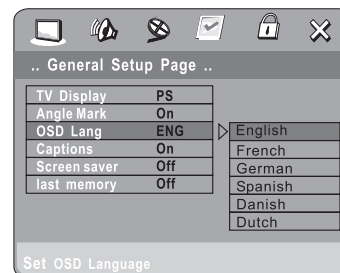 .. General Setup Page ..
TV Display PS
Angle Mark On
OSD Lang ENG English
Captions On French
Screen saver Off German
last memory Off Spanish
Danish
Dutch
Set OSD Language